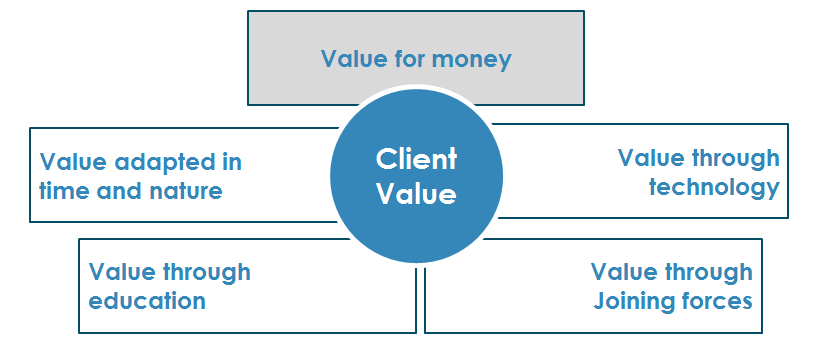 Value for money
Client
Value
Value adapted in
time and nature
Value through
technology
Value through
education
Value through
Joining forces